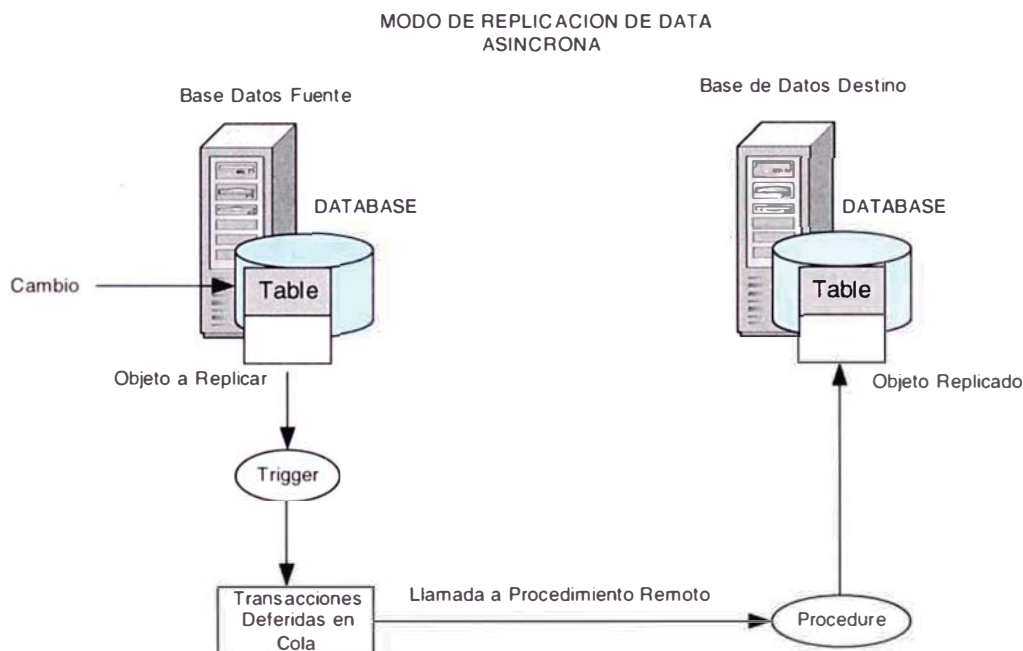 MODO DE REPLICACION DE DATA
ASINCRONA
Base Datos Fuente
Base de Datos Destino
DATABASE
DATABASE
Cambio
Table
Table
Objeto a Replicar
Objeto Replicado
Trigger
Transacciones
Deferidas en
Cola
Llamada a Procedimiento Remoto
Procedure